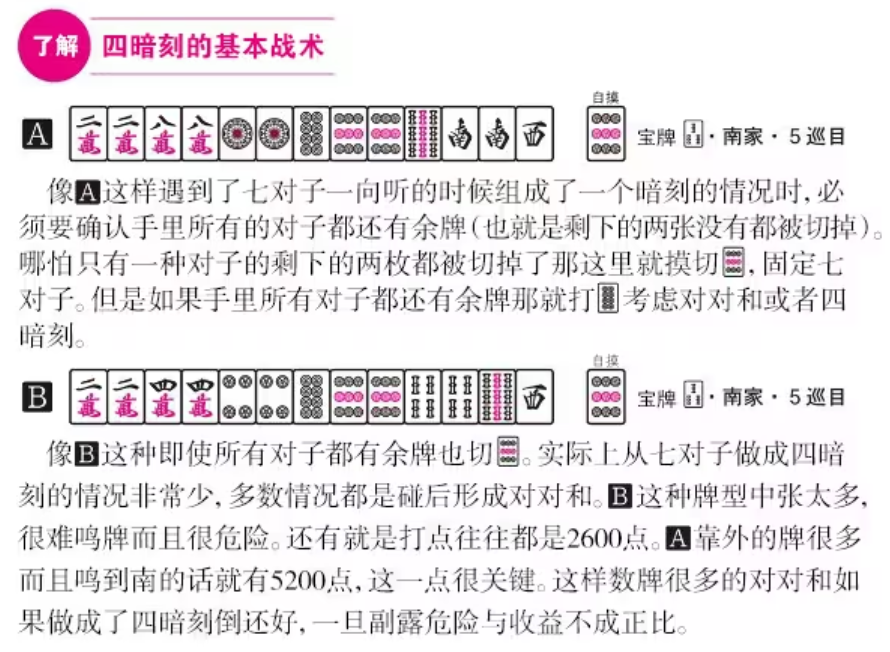 了解 四暗刻的基本战术
自摸
A 二萬 二萬 八萬 八萬 南 南 西 宝牌 · 南家 · 5巡目
像A这样遇到了七对子一向听的时候组成了一个暗刻的情况时,必
须要确认手里所有的对子都还有余牌(也就是剩下的两张没有都被切掉)。
哪怕只有一种对子的剩下的两枚都被切掉了那这里就摸切,固定七
对子。但是如果手里所有对子都还有余牌那就打考虑对对和或者四
暗刻。
自摸
B 二萬 二萬 四萬 四萬 西 宝牌 · 南家 · 5巡目
像B这种即使所有对子都有余牌也切。实际上从七对子做成四暗
刻的情况非常少,多数情况都是碰后形成对对和。B这种牌型中张太多,
很难鸣牌而且很危险。还有就是打点往往都是2600点。A靠外的牌很多
而且鸣到南的话就有5200点,这一点很关键。这样数牌很多的对对和如
果做成了四暗刻倒还好,一旦副露危险与收益不成正比。